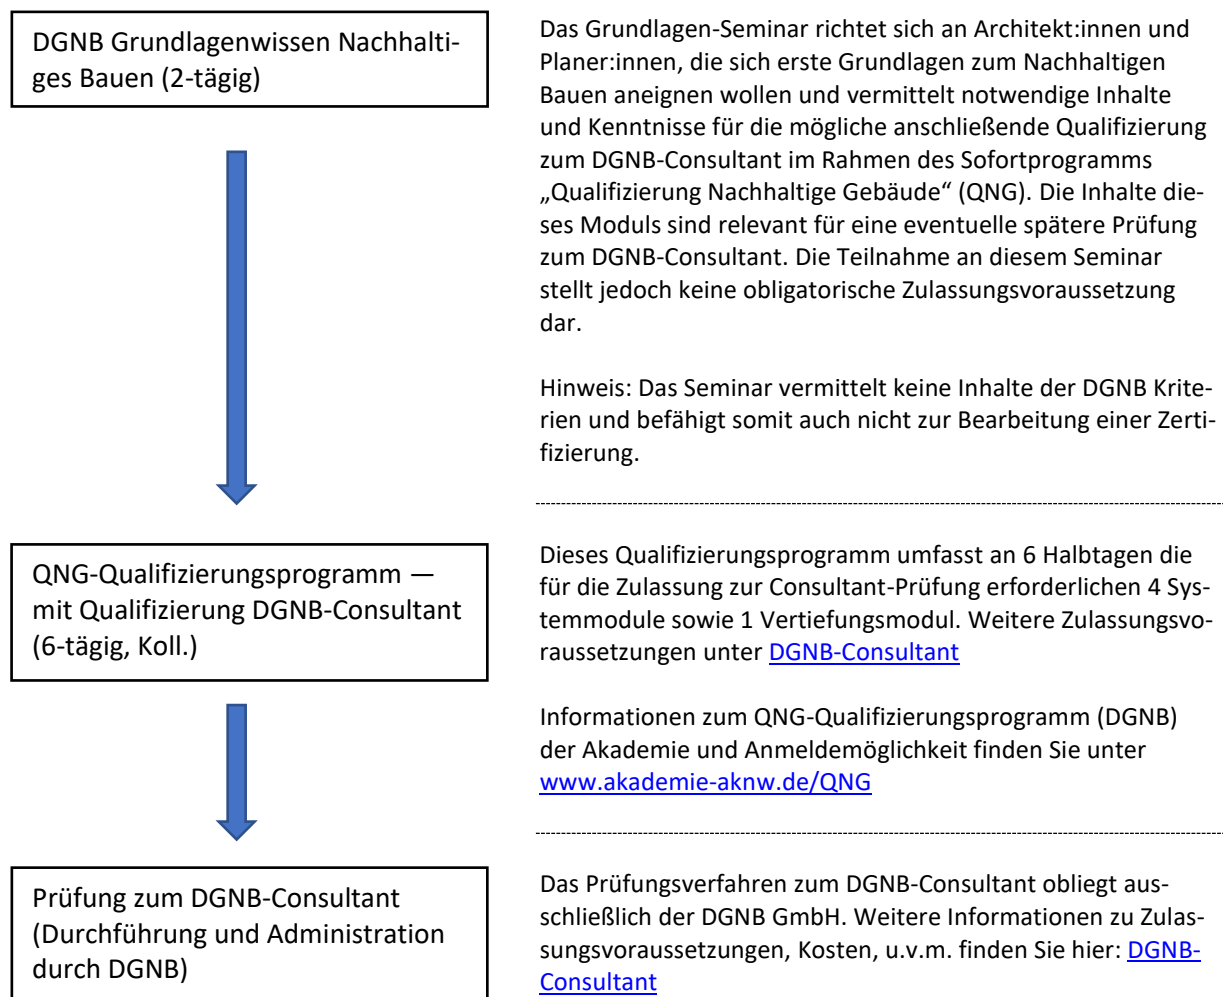 DGNB Grundlagenwissen Nachhalti-
ges Bauen (2-tägig)
Das Grundlagen-Seminar richtet sich an Architekt:innen und
Planer:innen, die sich erste Grundlagen zum Nachhaltigen
Bauen aneignen wollen und vermittelt notwendige Inhalte
und Kenntnisse für die mögliche anschließende Qualifizierung
zum DGNB-Consultant im Rahmen des Sofortprogramms
„Qualifizierung Nachhaltige Gebäude“ (QNG). Die Inhalte die-
ses Moduls sind relevant für eine eventuelle spätere Prüfung
zum DGNB-Consultant. Die Teilnahme an diesem Seminar
stellt jedoch keine obligatorische Zulassungsvoraussetzung
dar.
Hinweis: Das Seminar vermittelt keine Inhalte der DGNB Krite-
rien und befähigt somit auch nicht zur Bearbeitung einer Zerti-
fizierung.
QNG-Qualifizierungsprogramm —
mit Qualifizierung DGNB-Consultant
(6-tägig, Koll.)
Dieses Qualifizierungsprogramm umfasst an 6 Halbtagen die
für die Zulassung zur Consultant-Prüfung erforderlichen 4 Sys-
temmodule sowie 1 Vertiefungsmodul. Weitere Zulassungsvo-
raussetzungen unter DGNB-Consultant
Informationen zum QNG-Qualifizierungsprogramm (DGNB)
der Akademie und Anmeldemöglichkeit finden Sie unter
www.akademie-aknw.de/QNG
Prüfung zum DGNB-Consultant
(Durchführung und Administration
durch DGNB)
Das Prüfungsverfahren zum DGNB-Consultant obliegt aus-
schließlich der DGNB GmbH. Weitere Informationen zu Zulas-
sungsvoraussetzungen, Kosten, u.v.m. finden Sie hier: DGNB-
Consultant